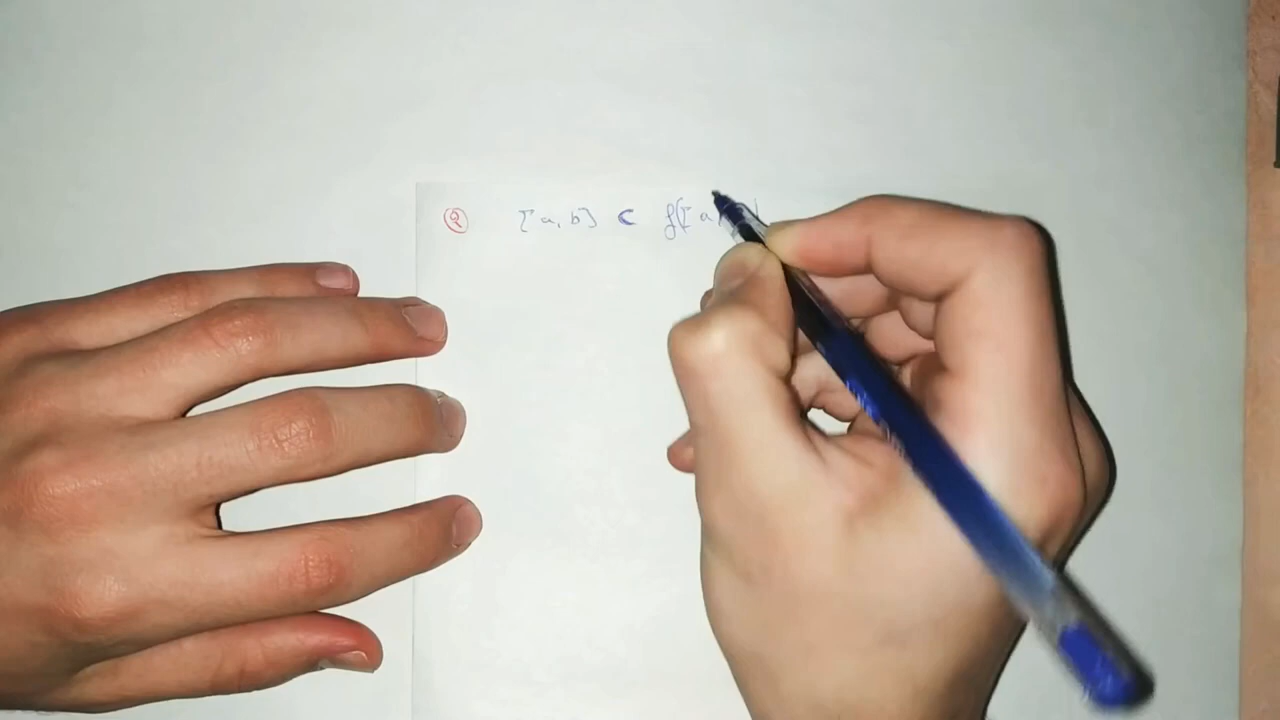 ② [a, b] ⊂ f([a